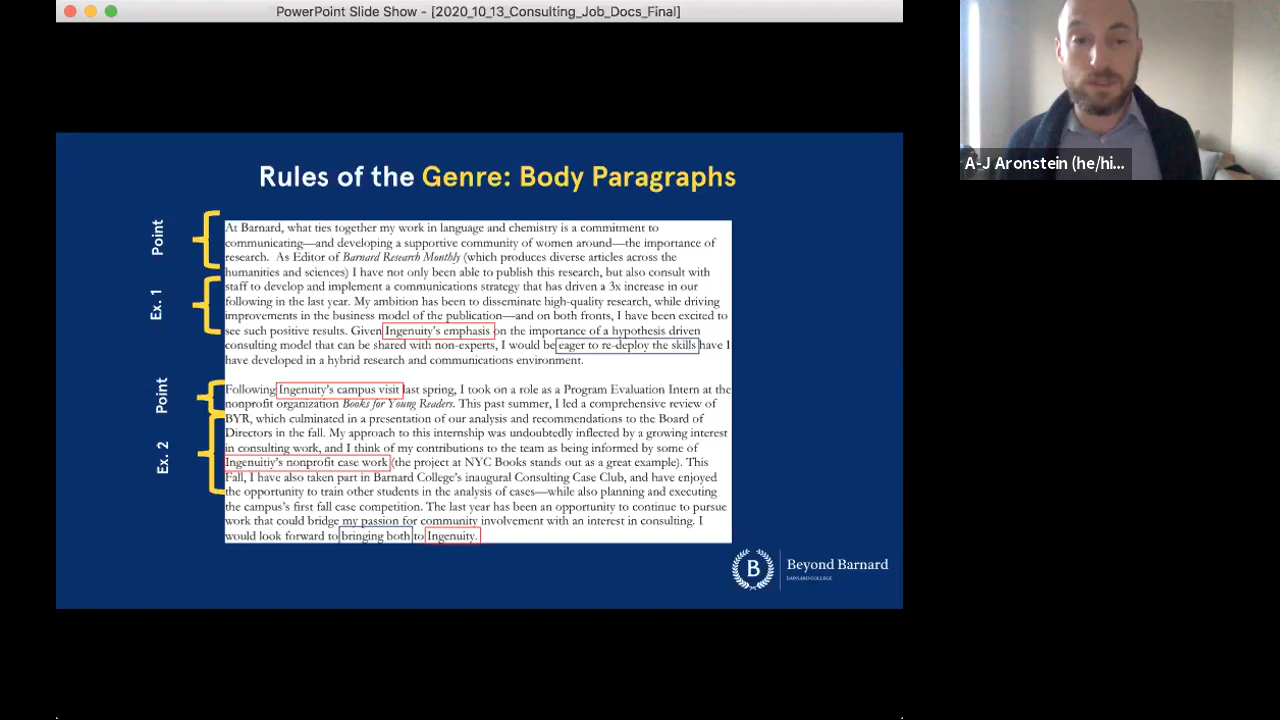 PowerPoint Slide Show - [2020_10_13_Consulting_Job_Docs_Final]
A-J Aronstein (he/hi...
Rules of the Genre: Body Paragraphs
Point
Ex. 1
Point
Ex. 2
At Barnard, what ties together my work in language and chemistry is a commitment to
communicating—and developing a supportive community of women around—the importance of
research. As Editor of Barnard Research Monthly (which produces diverse articles across the
humanities and sciences) I have not only been able to publish this research, but also consult with
staff to develop and implement a communications strategy that has driven a 3x increase in our
following in the last year. My ambition has been to disseminate high-quality research, while driving
improvements in the business model of the publication—and on both fronts, I have been excited to
see such positive results. Given Ingenuity's emphasis on the importance of a hypothesis driven
consulting model that can be shared with non-experts, I would be eager to re-deploy the skills have I
have developed in a hybrid research and communications environment.
Following Ingenuity's campus visit last spring, I took on a role as a Program Evaluation Intern at the
nonprofit organization Books for Young Readers. This past summer, I led a comprehensive review of
BYR, which culminated in a presentation of our analysis and recommendations to the Board of
Directors in the fall. My approach to this internship was undoubtedly inflected by a growing interest
in consulting work, and I think of my contributions to the team as being informed by some of
Ingenuitiy's nonprofit case work (the project at NYC Books stands out as a great example). This
Fall, I have also taken part in Barnard College's inaugural Consulting Case Club, and have enjoyed
the opportunity to train other students in the analysis of cases—while also planning and executing
the campus's first fall case competition. The last year has been an opportunity to continue to pursue
work that could bridge my passion for community involvement with an interest in consulting. I
would look forward to bringing both to Ingenuity.
B
Beyond Barnard
BARNARD COLLEGE